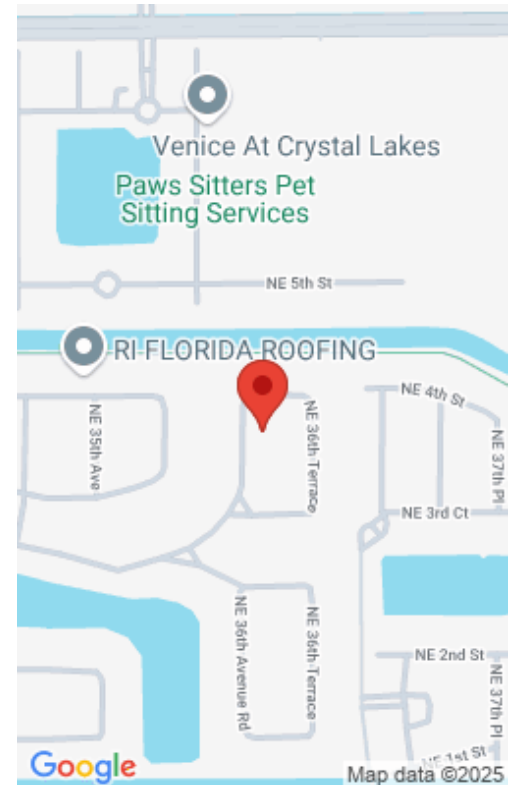 Venice At Crystal Lakes
Paws Sitters Pet
Sitting Services
NE 5th St
RI FLORIDA ROOFING
NE 4th St
NE 35th Ave
NE 36th Terrace
NE 37th Pl
NE 3rd Ct
NE 36th Avenue Rd
NE 36th Terrace
NE 2nd St
NE 37th Pl
NE 1st St
Google
Map data ©2025